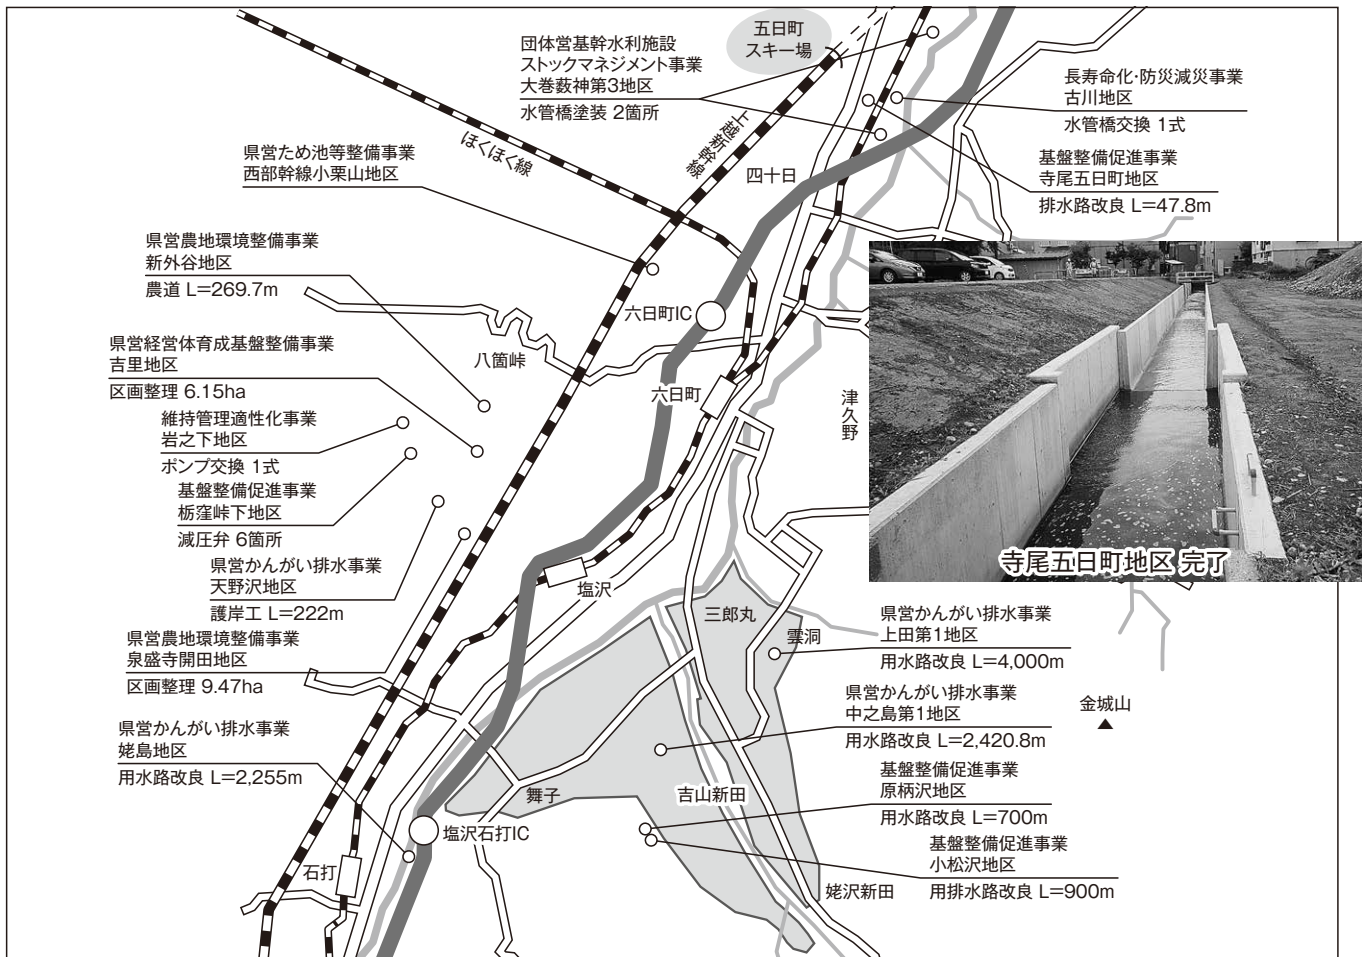 五日町
スキー場
団体営基幹水利施設
ストックマネジメント事業
大巻薮神第3地区
水管橋塗装 2箇所
長寿命化・防災減災事業
古川地区
水管橋交換 1式
基盤整備促進事業
寺尾五日町地区
排水路改良 L=47.8m
上越新幹線
ほくほく線
四十日
県営ため池等整備事業
西部幹線小栗山地区
県営農地環境整備事業
新外谷地区
農道 L=269.7m
六日町IC
八箇峠
県営経営体育成基盤整備事業
吉里地区
区画整理 6.15ha
六日町
津久野
維持管理適性化事業
岩之下地区
ポンプ交換 1式
基盤整備促進事業
栃窪峠下地区
減圧弁 6箇所
寺尾五日町地区 完了
県営かんがい排水事業
天野沢地区
護岸工 L=222m
塩沢
三郎丸
雲洞
県営かんがい排水事業
上田第1地区
用水路改良 L=4,000m
県営農地環境整備事業
泉盛寺開田地区
区画整理 9.47ha
県営かんがい排水事業
中之島第1地区
用水路改良 L=2,420.8m
金城山
県営かんがい排水事業
姥島地区
用水路改良 L=2,255m
舞子
吉山新田
基盤整備促進事業
原柄沢地区
用水路改良 L=700m
塩沢石打IC
基盤整備促進事業
小松沢地区
用排水路改良 L=900m
石打
姥沢新田